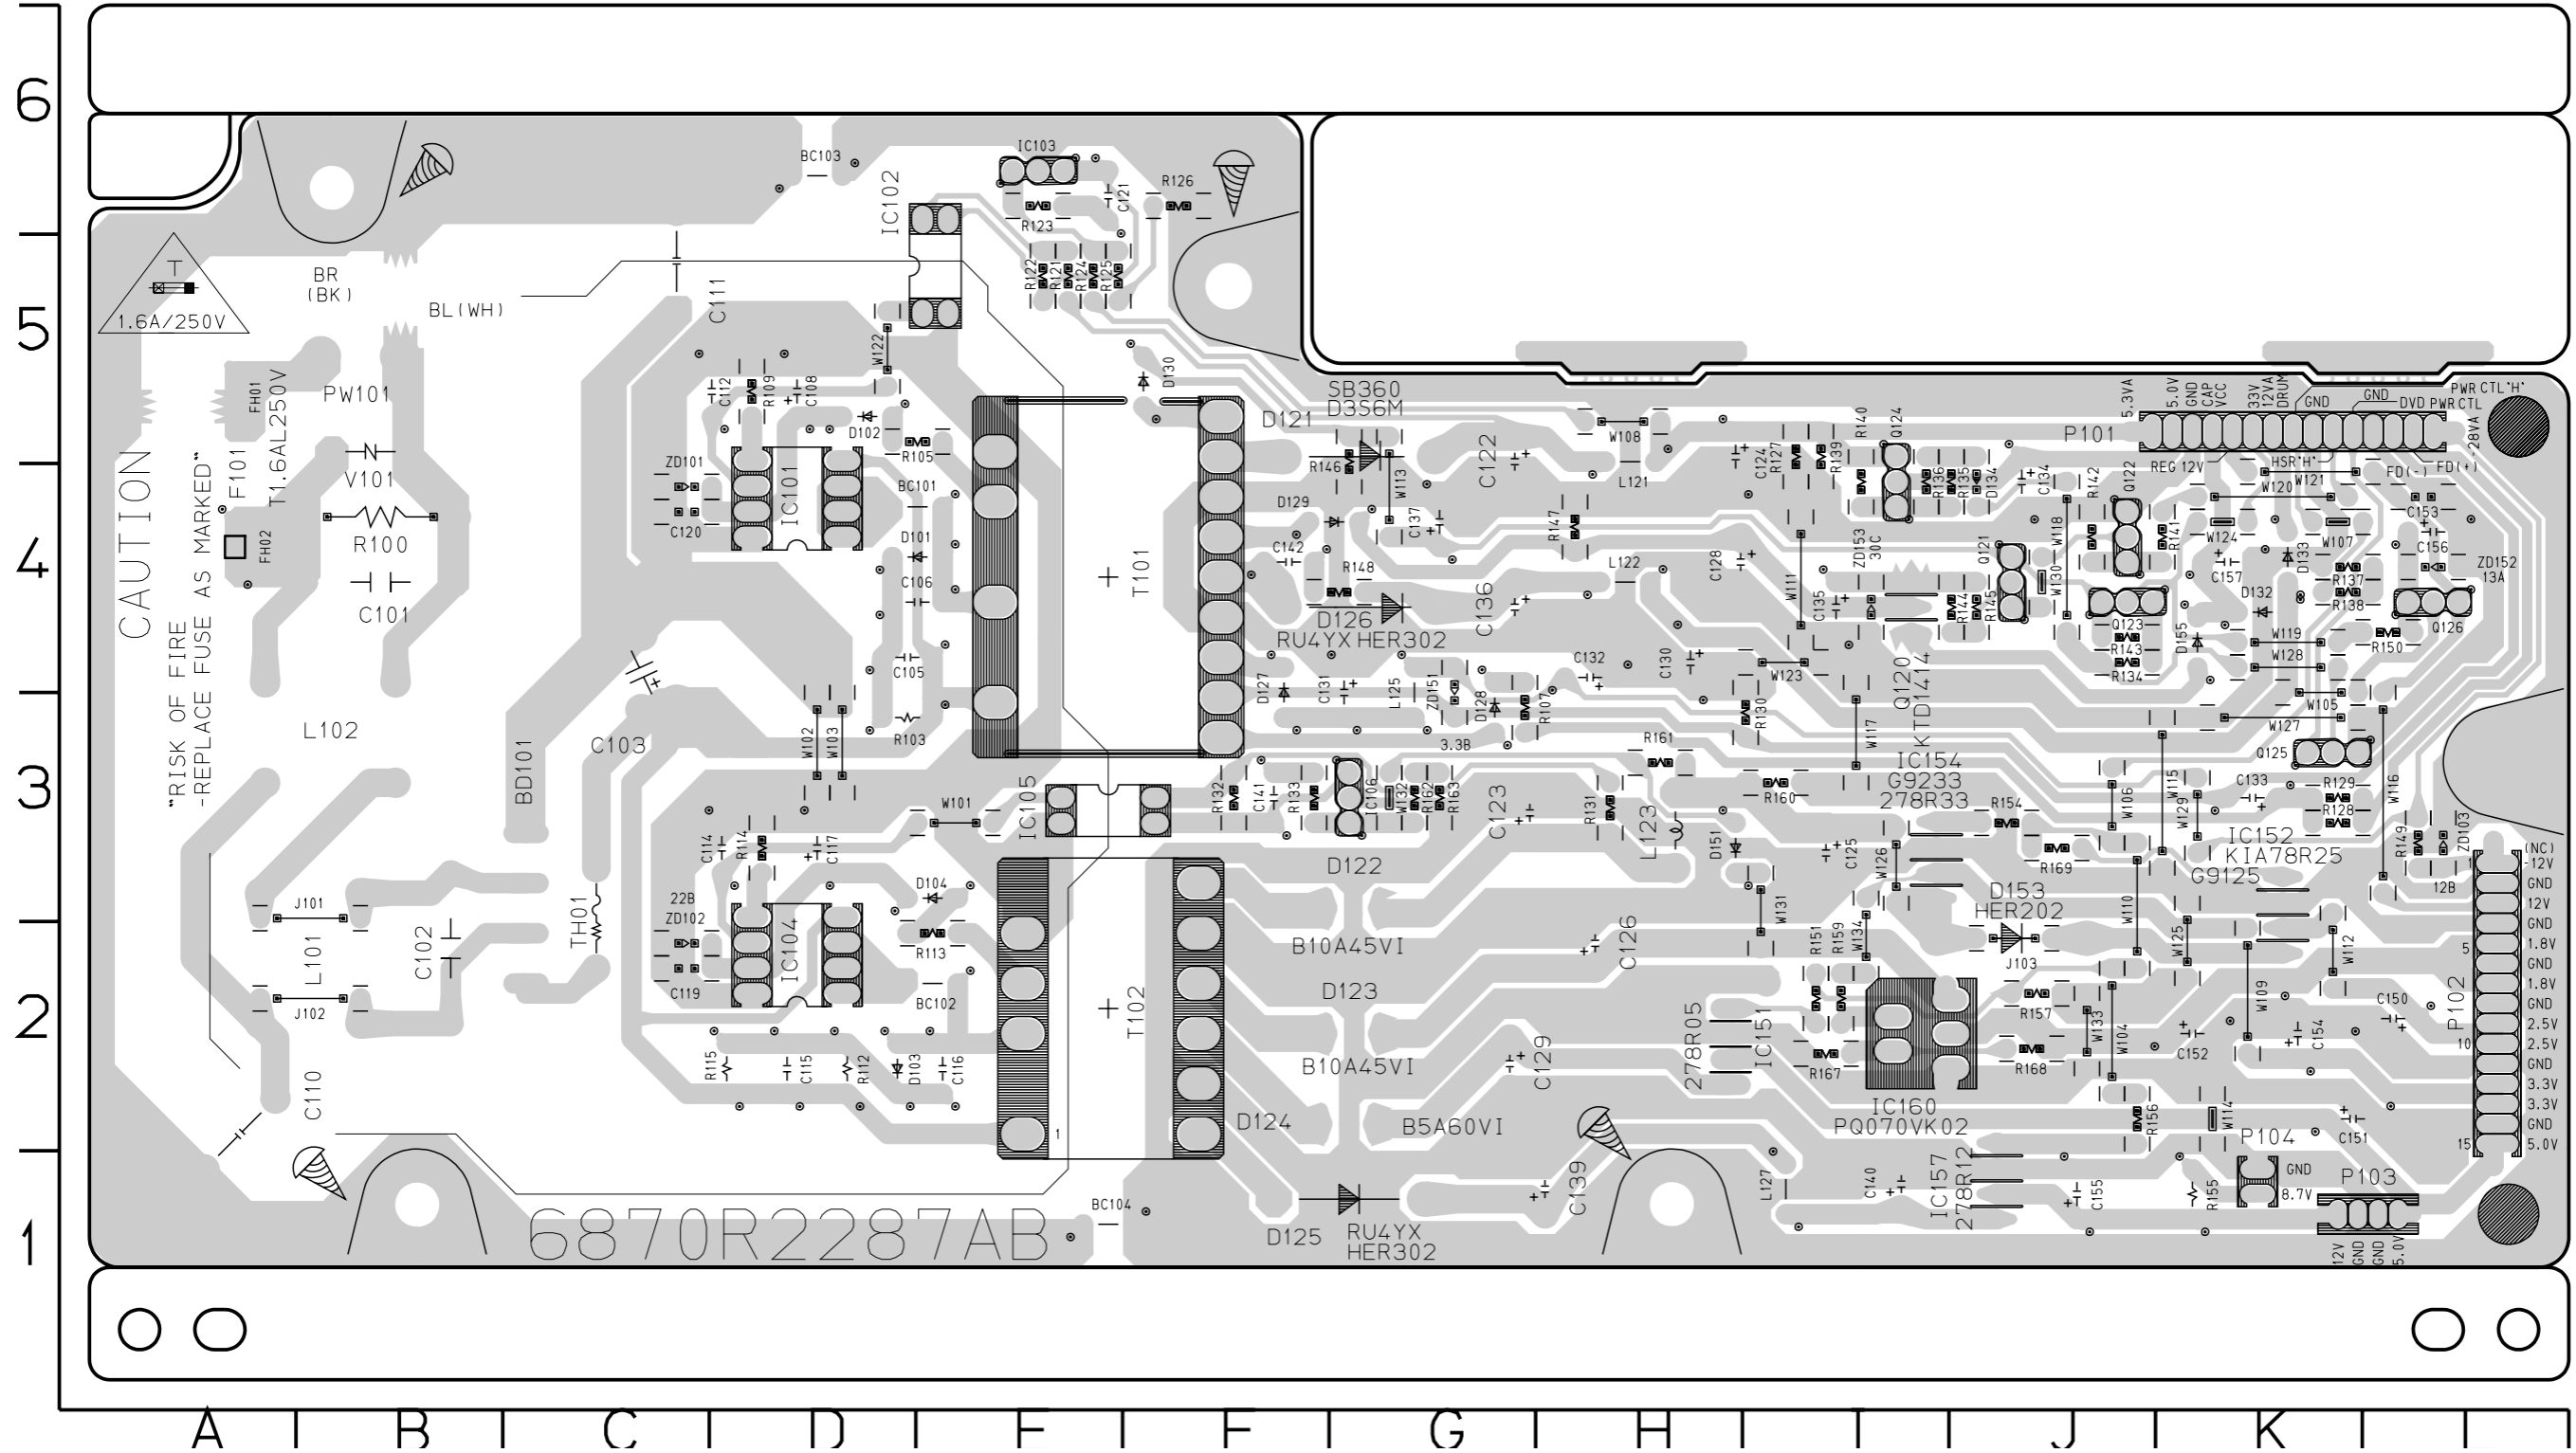 6
5
4
3
2
1
A
B
C
D
E
F
G
H
I
J
K
1.6A/250V
BR
(BK)
BL(WH)
CAUTION
"RISK OF FIRE
-REPLACE FUSE AS MARKED"
FH01
F101
T1.6AL250V
FH02
PW101
V101
R100
C101
L102
BD101
C103
J101
L101
J102
C102
TH01
C110
C111
BC103
IC102
IC103
C121
R126
R123
R122
R121
R124
R125
W122
C112
R109
C108
D102
R105
ZD101
IC101
C120
BC101
D101
C106
C105
R103
W102
W103
D130
T101
W101
IC105
C114
R114
C117
D104
22B
ZD102
IC104
R113
C119
BC102
R115
C115
R112
D103
C116
T102
1
BC104
6870R2287AB
SB360
D3S6M
D121
R146
W113
C122
D129
C137
C142
R148
D126
RU4YX HER302
C136
D127
C131
L125
ZD151
D128
R107
3.3B
R132
C141
R133
IC106
W132
R162
R163
C123
D122
B10A45VI
D123
B10A45VI
D124
B5A60VI
D125
RU4YX
HER302
C139
C129
C126
W108
L121
R147
L122
C132
C130
W123
C128
W111
C124
R127
R139
R140
Q124
R136
R135
D134
C134
R142
Q122
W118
R141
ZD153
30C
C135
R144
R145
Q121
W130
Q123
R143
R134
D155
Q120
KTD1414
R130
W117
R161
R160
R131
L123
D151
C125
W126
W131
IC154
G9233
278R33
R154
R169
W106
W115
W129
C133
R129
R128
W116
IC152
KIA78R25
G9125
R149
ZD103
12B
D153
HER202
J103
R151
R159
W134
W110
W125
W109
W112
R157
W133
W104
R168
R167
C152
C154
C150
278R05
IC151
IC160
PQ070VK02
R156
W114
C151
L127
C140
IC157
278R12
C155
R155
P104
GND
8.7V
P103
12V
GND
GND
5.0V
P101
5.3VA
5.0V
GND
CAP
VCC
33V
12VA
DRUM
GND
GND
PWR CTL'H'
DVD PWR CTL
-28VA
REG 12V
HSR'H'
FD(-)
FD(+)
W120
W121
C153
W124
W107
C156
C157
D133
R137
R138
ZD152
13A
D132
Q126
W119
R150
W128
W105
W127
Q125
P102
(NC)
1
-12V
GND
12V
GND
5
1.8V
GND
1.8V
GND
2.5V
10
2.5V
GND
3.3V
3.3V
GND
15
5.0V